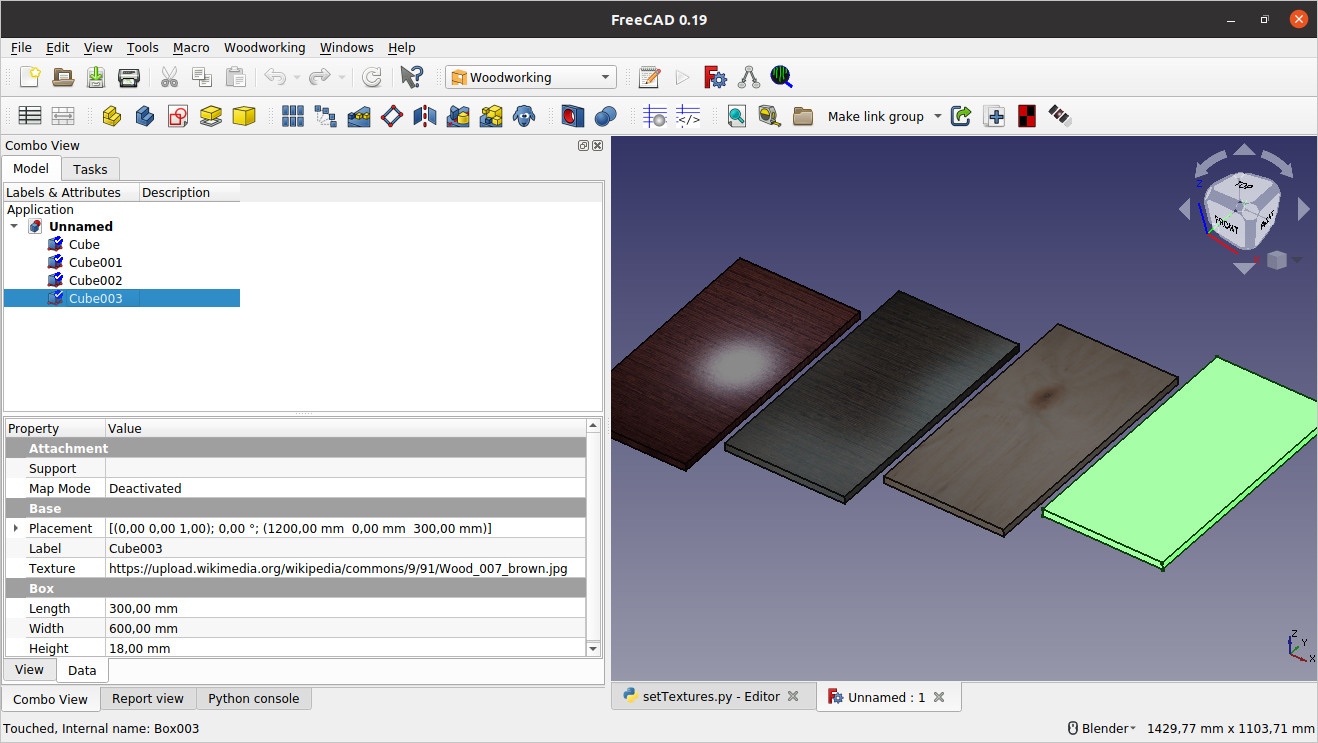 FreeCAD 0.19
File Edit View Tools Macro Woodworking Windows Help
Woodworking
Make link group
Combo View
Model Tasks
Labels & Attributes Description
Application
Unnamed
Cube
Cube001
Cube002
Cube003
Property Value
Attachment
Support
Map Mode Deactivated
Base
Placement [(0,00 0,00 1,00); 0,00 °; (1200,00 mm 0,00 mm 300,00 mm)]
Label Cube003
Texture https://upload.wikimedia.org/wikipedia/commons/9/91/Wood_007_brown.jpg
Box
Length 300,00 mm
Width 600,00 mm
Height 18,00 mm
View Data
Combo View Report view Python console
TOP
Z
FRONT
RIGHT
Z
Y
X
setTextures.py - Editor Unnamed : 1
Touched, Internal name: Box003 Blender 1429,77 mm x 1103,71 mm